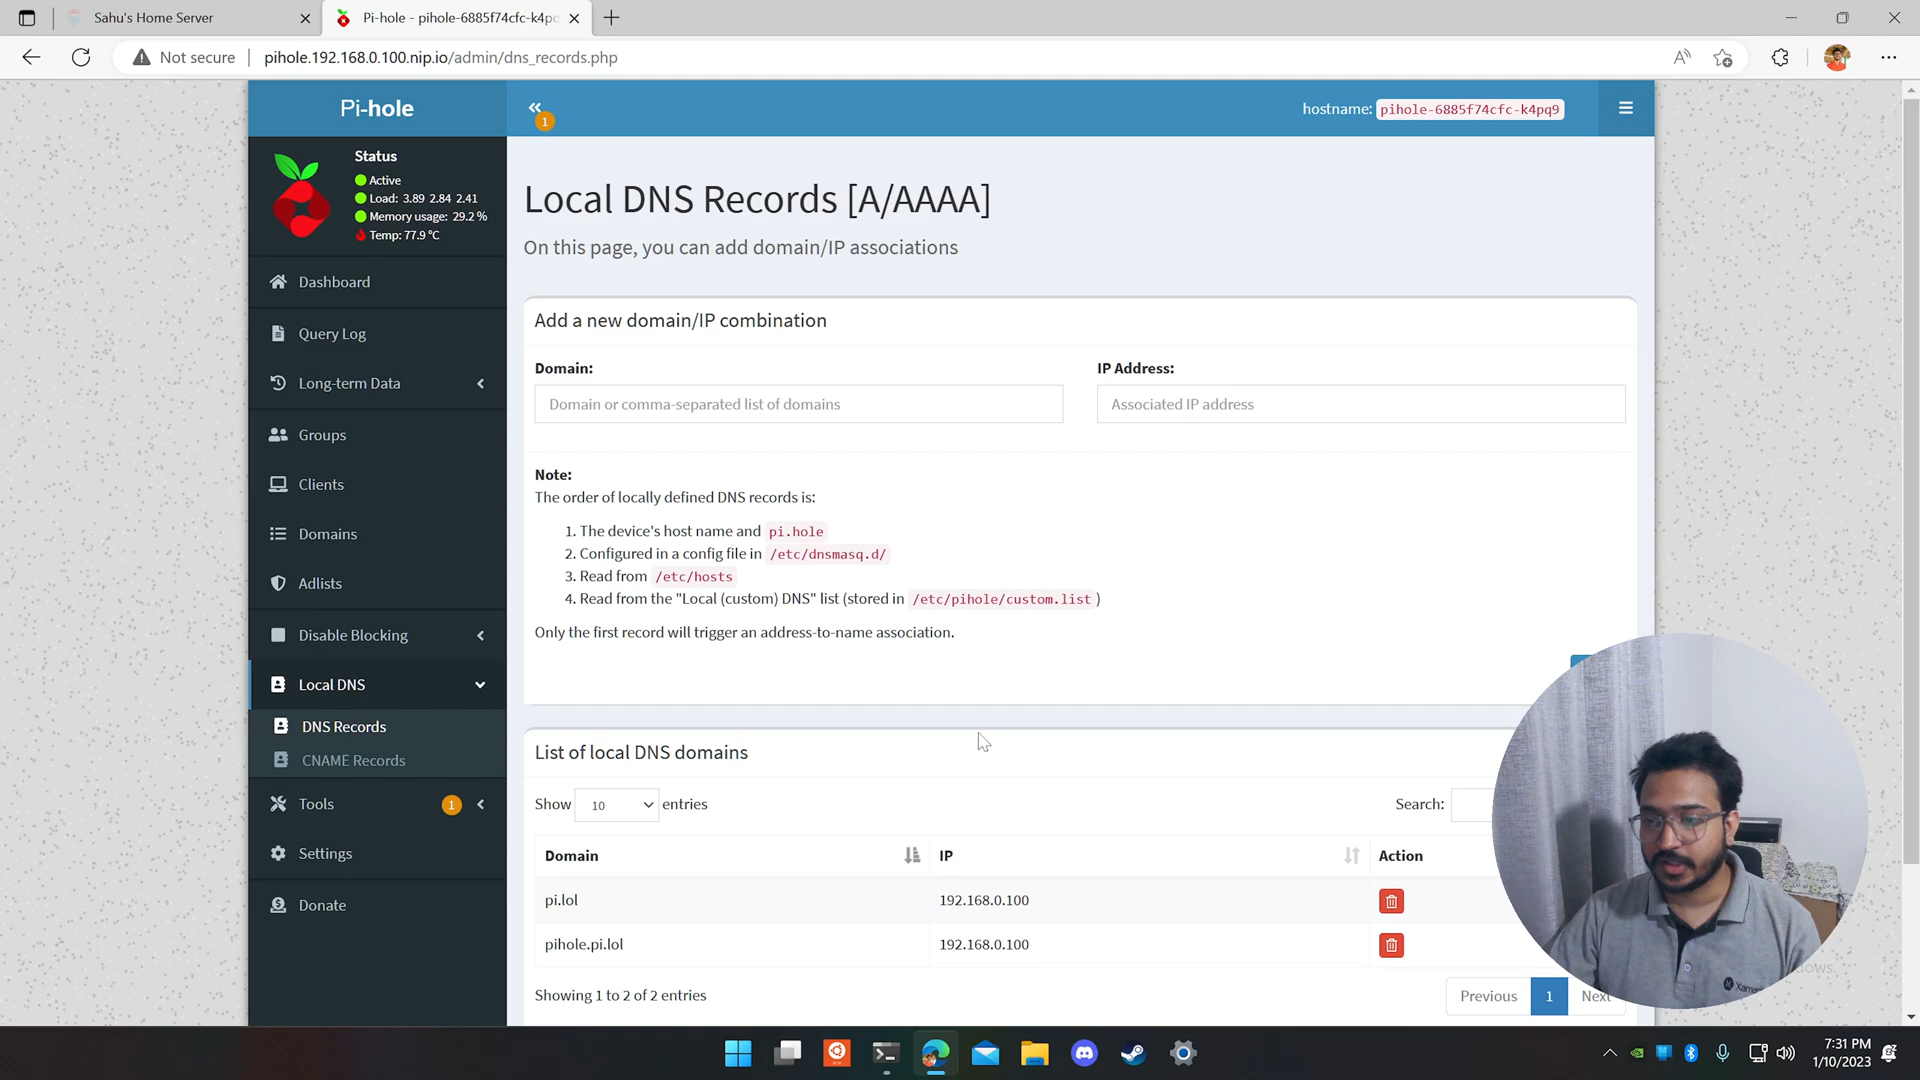 Sahu's Home Server
Pi-hole - pihole-6885f74cfc-k4pq
Not secure
pihole.192.168.0.100.nip.io/admin/dns_records.php
Pi-hole
1
hostname: pihole-6885f74cfc-k4pq9
Status
Active
Load: 3.89 2.84 2.41
Memory usage: 29.2 %
Temp: 77.9 °C
Dashboard
Query Log
Long-term Data
Groups
Clients
Domains
Adlists
Disable Blocking
Local DNS
DNS Records
CNAME Records
Tools
1
Settings
Donate
Local DNS Records [A/AAAA]
On this page, you can add domain/IP associations
Add a new domain/IP combination
Domain:
IP Address:
Domain or comma-separated list of domains
Associated IP address
Note:
The order of locally defined DNS records is:
1. The device's host name and pi.hole
2. Configured in a config file in /etc/dnsmasq.d/
3. Read from /etc/hosts
4. Read from the "Local (custom) DNS" list (stored in /etc/pihole/custom.list )
Only the first record will trigger an address-to-name association.
List of local DNS domains
Show 10 entries
Search:
Domain IP Action
pi.lol 192.168.0.100
pihole.pi.lol 192.168.0.100
Showing 1 to 2 of 2 entries
Previous 1 Next
7:31 PM
1/10/2023